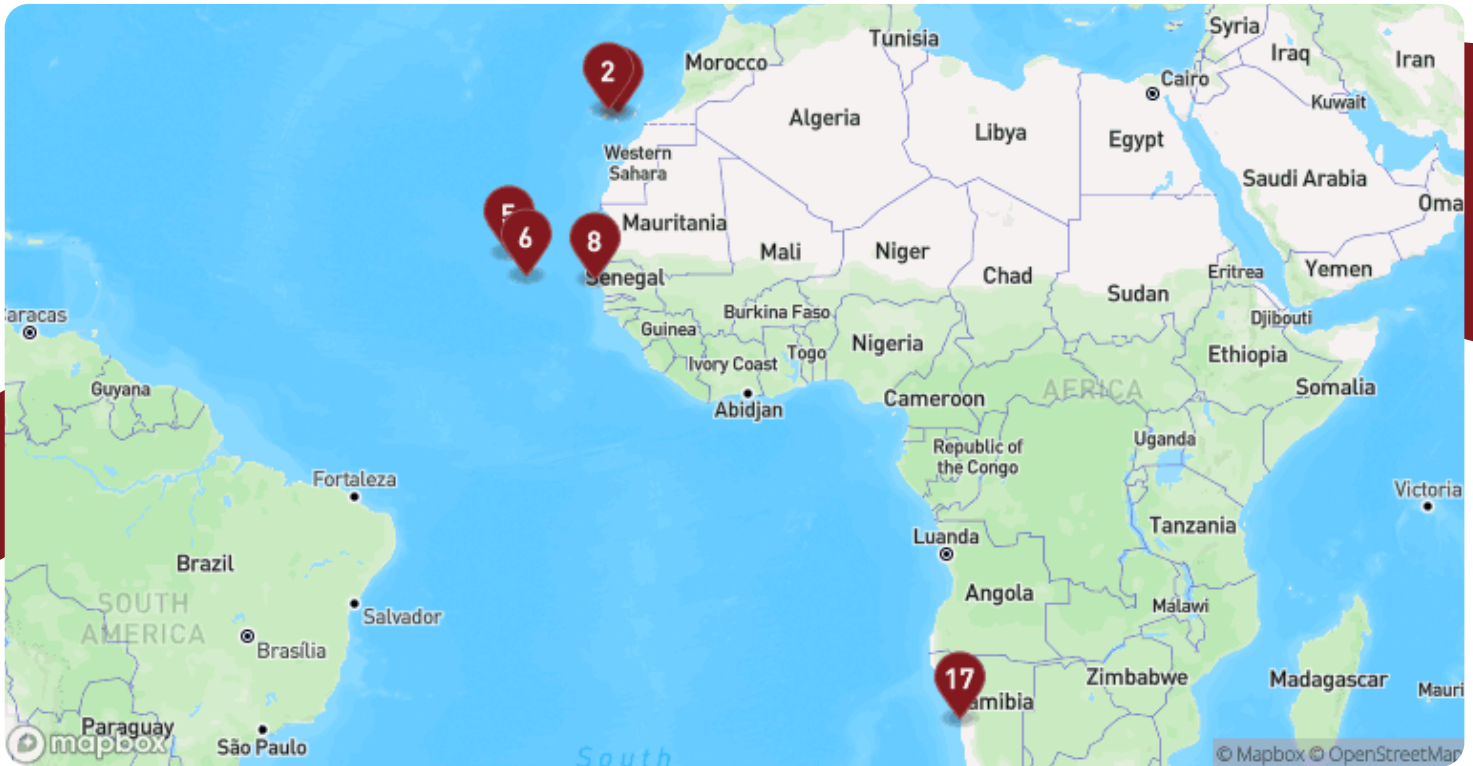 Syria
Tunisia
Iraq
Iran
Morocco
2
Cairo
Kuwait
Algeria
Libya
Egypt
Western
Sahara
Saudi Arabia
Oma
5
6
8
Mauritania
Mali
Niger
Chad
Senegal
Eritrea
Yemen
Sudan
Djibouti
aracas
Burkina Faso
Guinea
Nigeria
Togo
Ivory Coast
Ethiopia
Guyana
Abidjan
Cameroon
AFRICA
Somalia
Republic of
the Congo
Uganda
Fortaleza
Victoria
Tanzania
Luanda
Brazil
Angola
SOUTH
AMERICA
Malawi
Salvador
Brasília
17
amibia
Zimbabwe
Madagascar
Mauri
Paraguay
São Paulo
mapbox
South
© Mapbox © OpenStreetMap